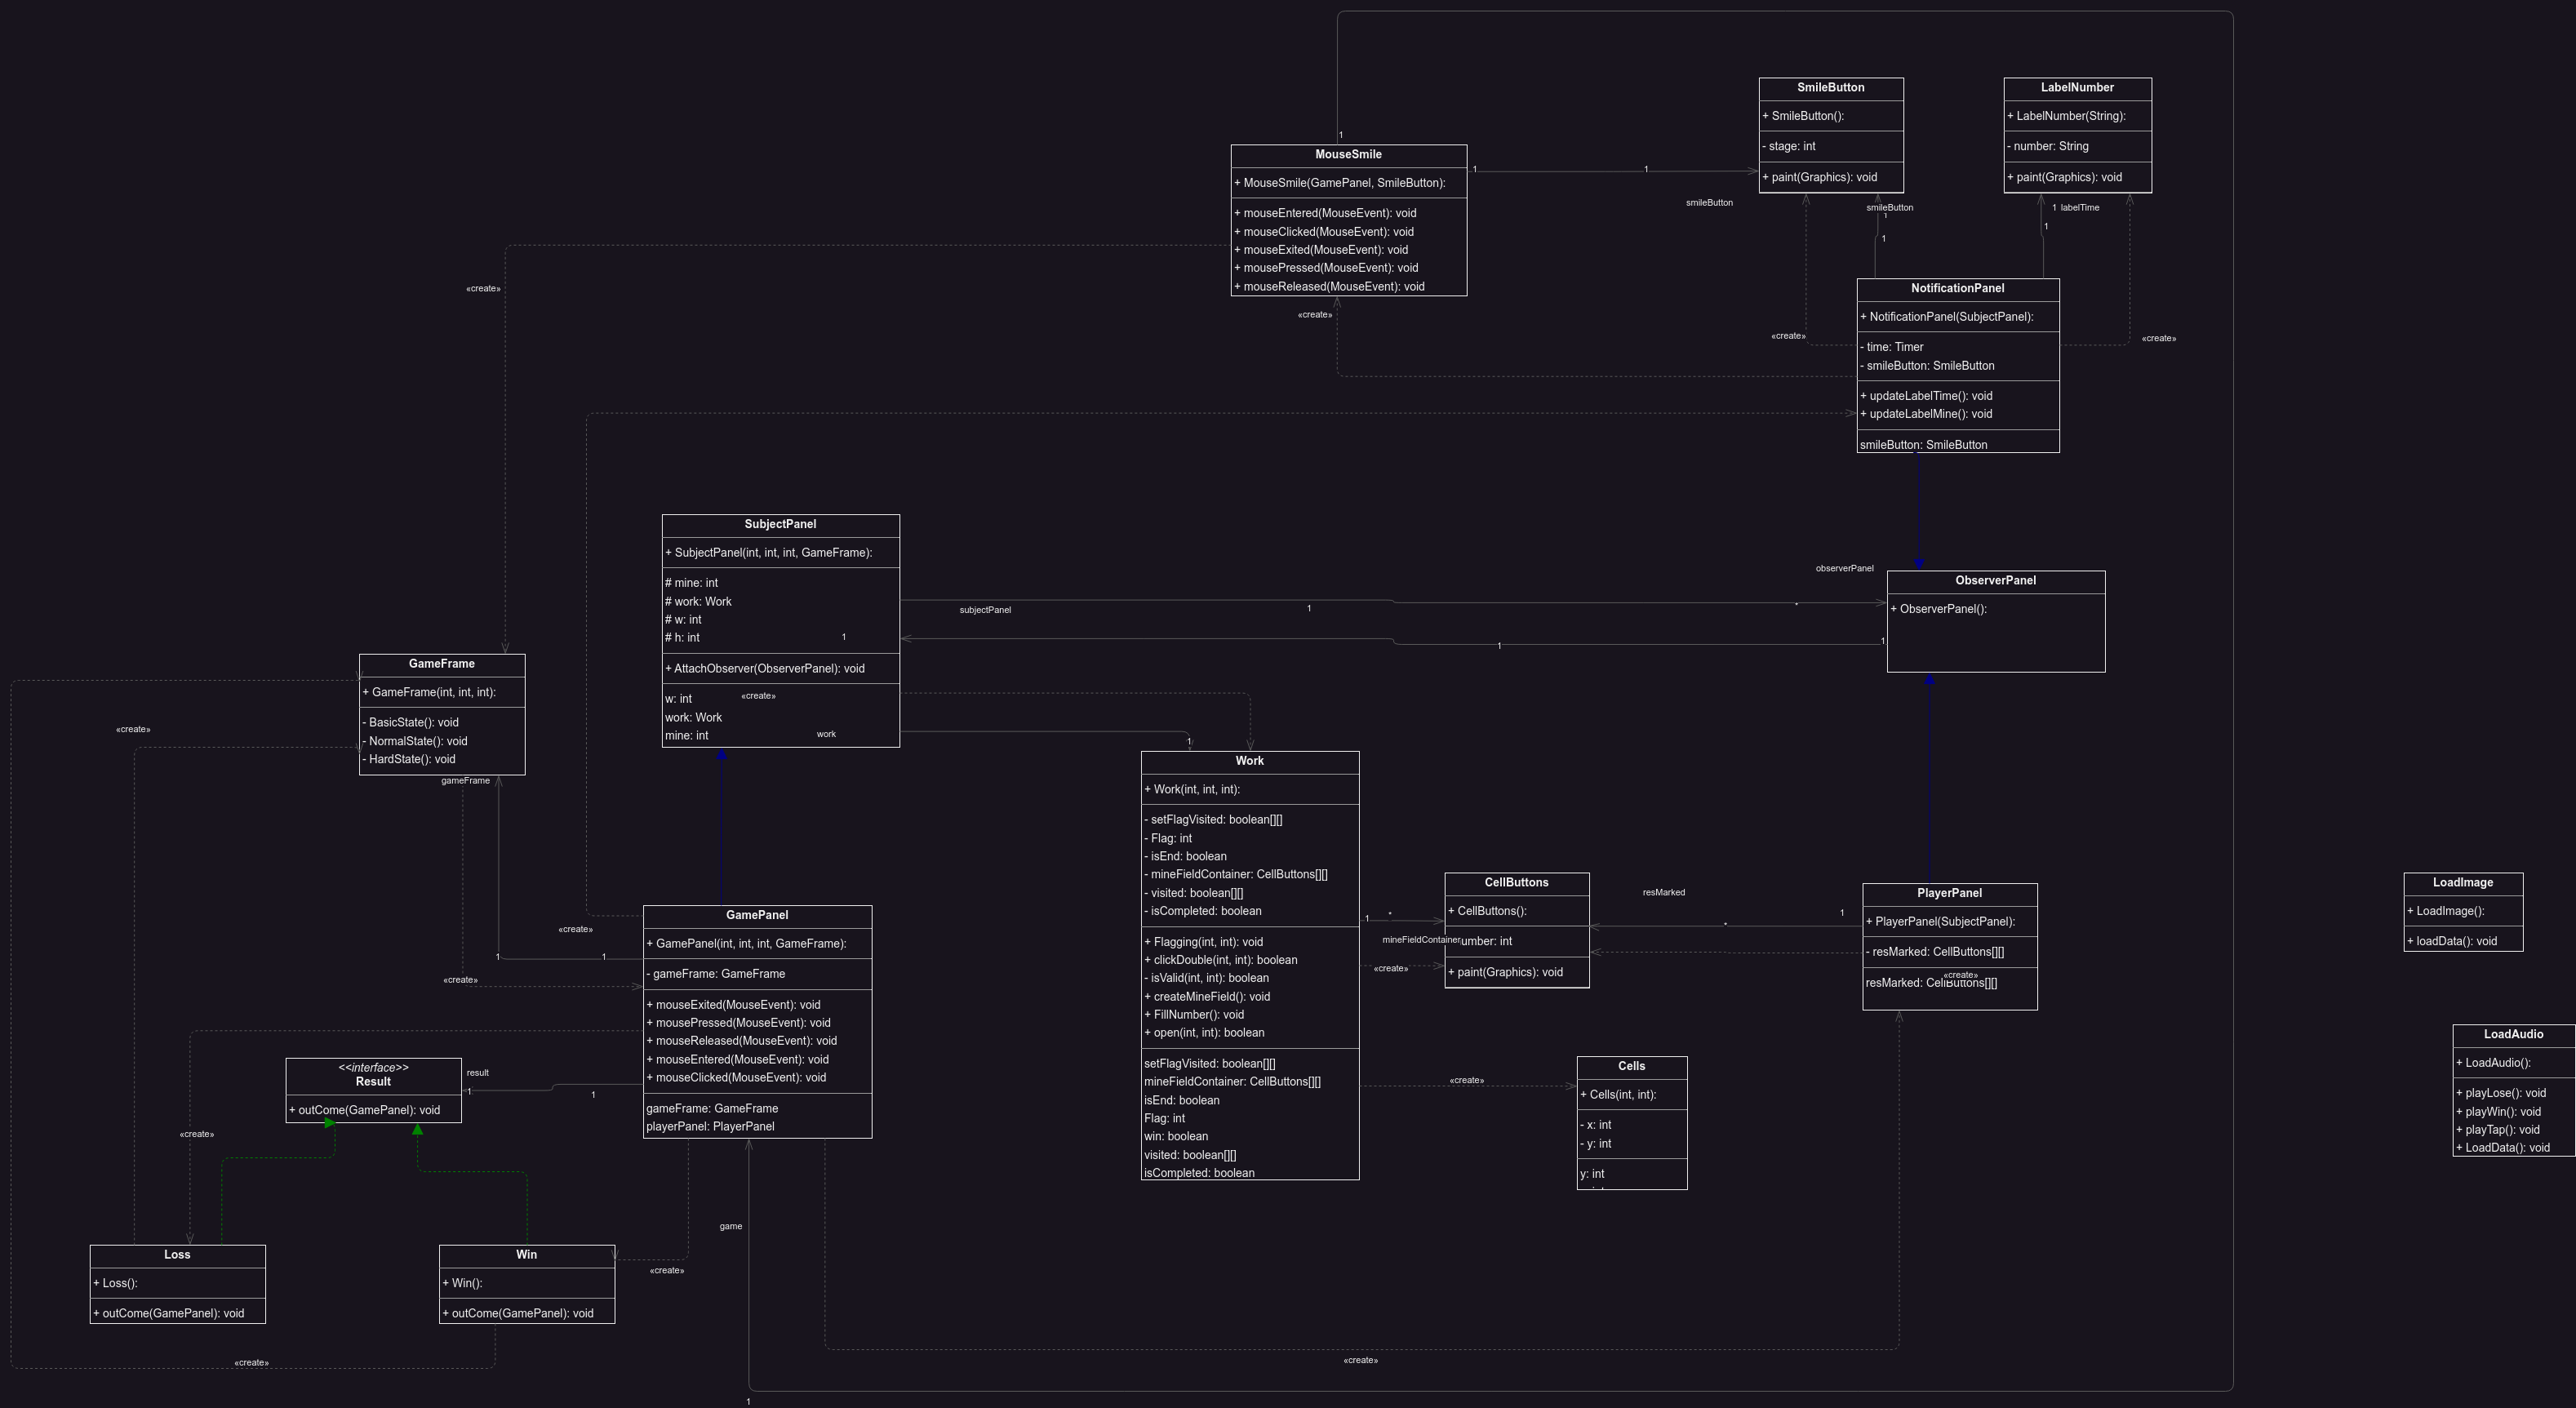 1
MouseSmile
+ MouseSmile(GamePanel, SmileButton):
+ mouseEntered(MouseEvent): void
+ mouseClicked(MouseEvent): void
+ mouseExited(MouseEvent): void
+ mousePressed(MouseEvent): void
+ mouseReleased(MouseEvent): void
1
1
smileButton
SmileButton
+ SmileButton():
- stage: int
+ paint(Graphics): void
LabelNumber
+ LabelNumber(String):
- number: String
+ paint(Graphics): void
smileButton
1
1
1
labelTime
1
«create»
«create»
«create»
«create»
NotificationPanel
+ NotificationPanel(SubjectPanel):
- time: Timer
- smileButton: SmileButton
+ updateLabelTime(): void
+ updateLabelMine(): void
smileButton: SmileButton
SubjectPanel
+ SubjectPanel(int, int, int, GameFrame):
# mine: int
# work: Work
# w: int
# h: int
1
+ AttachObserver(ObserverPanel): void
w: int
«create»
work: Work
mine: int
work
1
subjectPanel
1
*
observerPanel
1
1
ObserverPanel
+ ObserverPanel():
GameFrame
+ GameFrame(int, int, int):
- BasicState(): void
- NormalState(): void
- HardState(): void
«create»
gameFrame
Work
+ Work(int, int, int):
- setFlagVisited: boolean[][]
- Flag: int
- isEnd: boolean
- mineFieldContainer: CellButtons[][]
- visited: boolean[][]
- isCompleted: boolean
+ Flagging(int, int): void
+ clickDouble(int, int): boolean
- isValid(int, int): boolean
+ createMineField(): void
+ FillNumber(): void
+ open(int, int): boolean
setFlagVisited: boolean[][]
mineFieldContainer: CellButtons[][]
isEnd: boolean
Flag: int
win: boolean
visited: boolean[][]
isCompleted: boolean
1
*
mineFieldContainer
«create»
CellButtons
+ CellButtons():
number: int
+ paint(Graphics): void
resMarked
*
1
PlayerPanel
+ PlayerPanel(SubjectPanel):
- resMarked: CellButtons[][]
«create»
resMarked: CellButtons[][]
LoadImage
+ LoadImage():
+ loadData(): void
GamePanel
+ GamePanel(int, int, int, GameFrame):
- gameFrame: GameFrame
+ mouseExited(MouseEvent): void
+ mousePressed(MouseEvent): void
+ mouseReleased(MouseEvent): void
+ mouseEntered(MouseEvent): void
+ mouseClicked(MouseEvent): void
gameFrame: GameFrame
playerPanel: PlayerPanel
«create»
1
1
«create»
<<interface>>
Result
+ outCome(GamePanel): void
result
1
1
«create»
«create»
Cells
+ Cells(int, int):
- x: int
- y: int
y: int
LoadAudio
+ LoadAudio():
+ playLose(): void
+ playWin(): void
+ playTap(): void
+ LoadData(): void
Loss
+ Loss():
+ outCome(GamePanel): void
Win
+ Win():
+ outCome(GamePanel): void
game
«create»
«create»
«create»
1